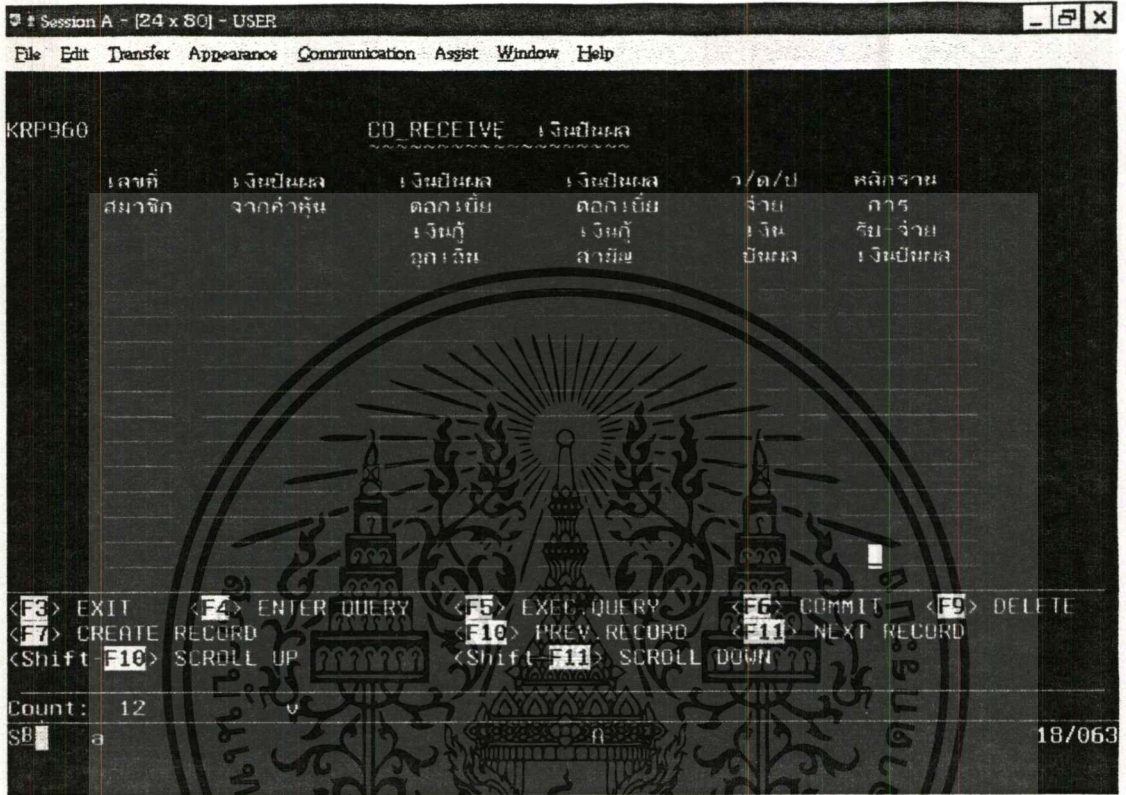 Session A - [24 x 80] - USER
File Edit Transfer Appearance Communication Assist Window Help
KRP960 CO_RECEIVE เงินปันผล
เลขที่ เงินปันผล เงินปันผล เงินปันผล ว/ด/ป หลักฐาน
สมาชิก จากค่าหุ้น ดอกเบี้ย ดอกเบี้ย จ่าย การ
เงินกู้ เงินกู้ เงิน รับ-จ่าย
ฉุกเฉิน สามัญ ปันผล เงินปันผล
<F3> EXIT <F4> ENTER QUERY <F5> EXEC.QUERY <F6> COMMIT <F9> DELETE
<F7> CREATE RECORD <F10> PREV.RECORD <F11> NEXT RECORD
<Shift-F10> SCROLL UP <Shift-F11> SCROLL DOWN
Count: 12 v
SB a A 18/063